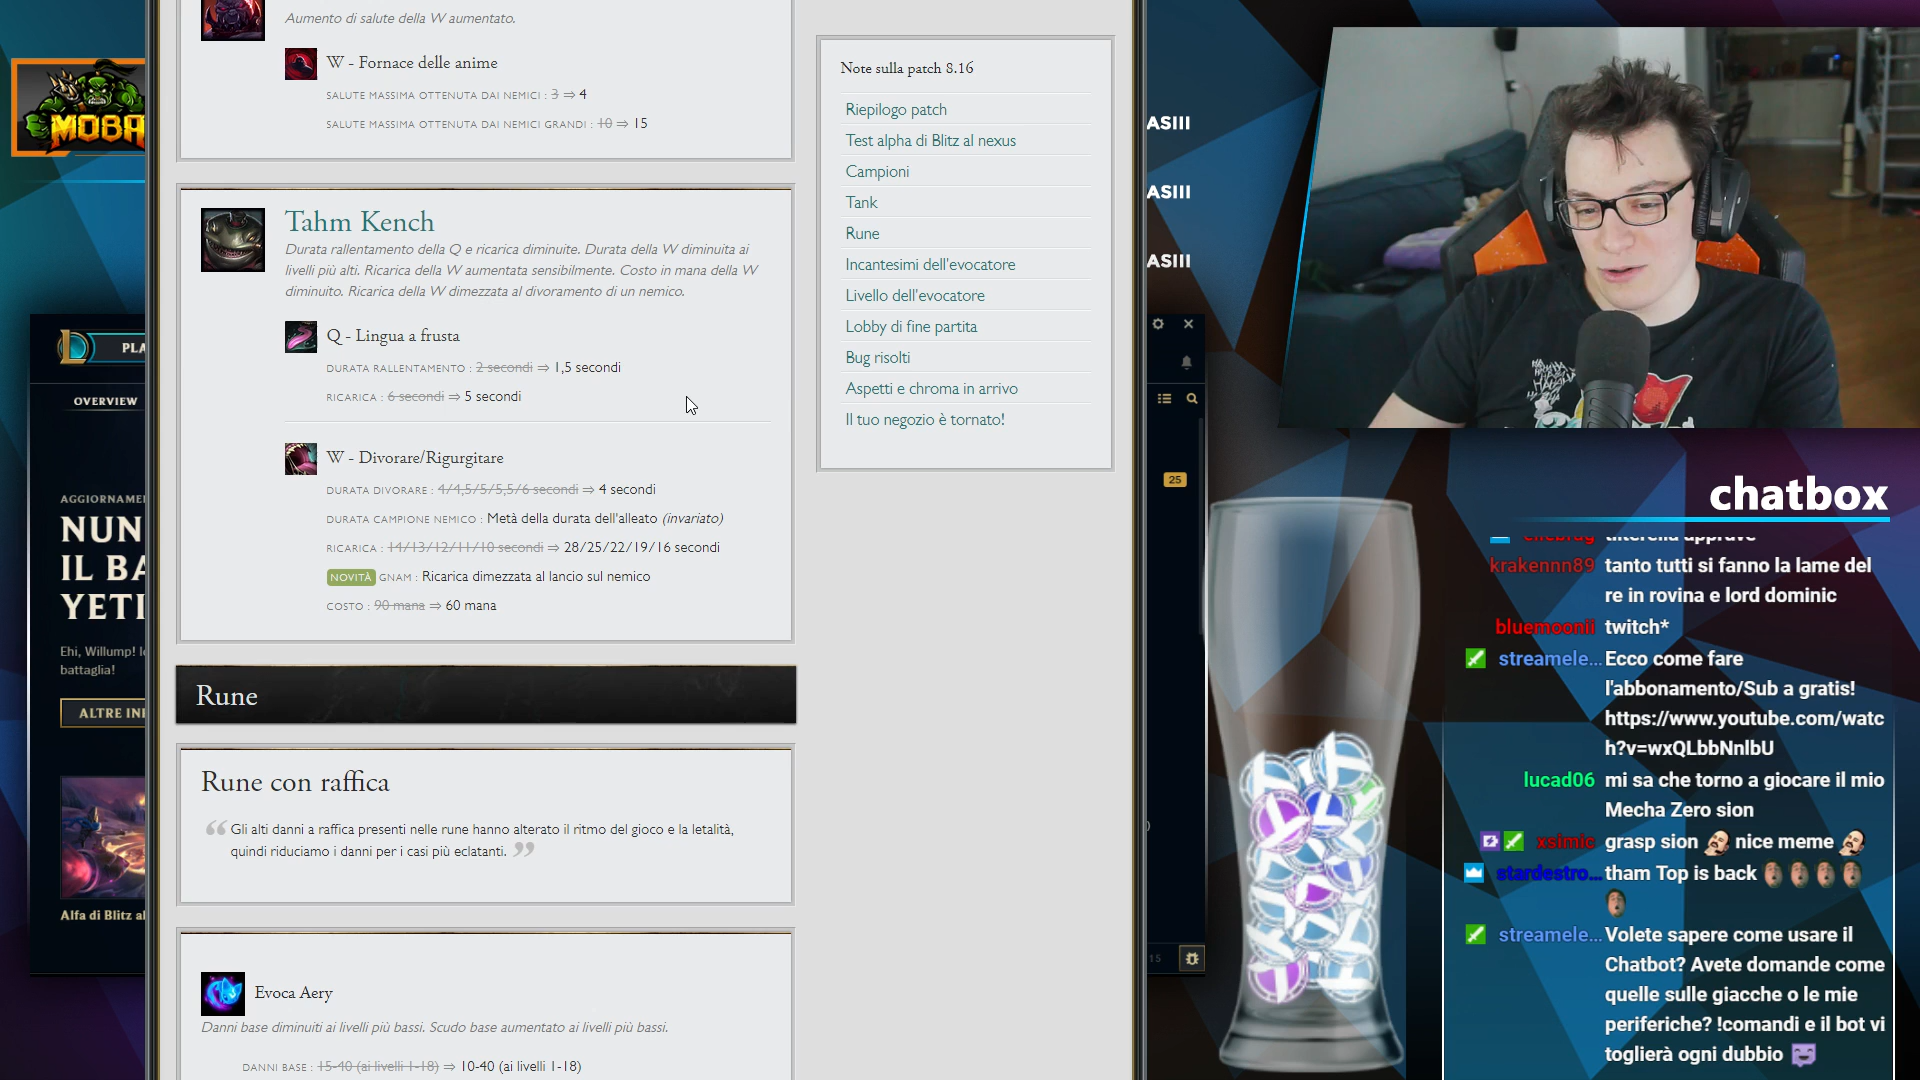 Aumento di salute della W aumentato.
W - Fornace delle anime
SALUTE MASSIMA OTTENUTA DAI NEMICI : 3 ⇒ 4
SALUTE MASSIMA OTTENUTA DAI NEMICI GRANDI : 10 ⇒ 15
Tahm Kench
Durata rallentamento della Q e ricarica diminuite. Durata della W diminuita ai
livelli più alti. Ricarica della W aumentata sensibilmente. Costo in mana della W
diminuito. Ricarica della W dimezzata al divoramento di un nemico.
Q - Lingua a frusta
DURATA RALLENTAMENTO : 2 secondi ⇒ 1,5 secondi
RICARICA : 6 secondi ⇒ 5 secondi
W - Divorare/Rigurgitare
DURATA DIVORARE : 4/4,5/5/5,5/6 secondi ⇒ 4 secondi
DURATA CAMPIONE NEMICO : Metà della durata dell'alleato (invariato)
RICARICA : 14/13/12/11/10 secondi ⇒ 28/25/22/19/16 secondi
NOVITÀ GNAM : Ricarica dimezzata al lancio sul nemico
COSTO : 90 mana ⇒ 60 mana
Rune
Rune con raffica
“ Gli alti danni a raffica presenti nelle rune hanno alterato il ritmo del gioco e la letalità,
quindi riduciamo i danni per i casi più eclatanti. ”
Evoca Aery
Danni base diminuiti ai livelli più bassi. Scudo base aumentato ai livelli più bassi.
DANNI BASE : 15-40 (ai livelli 1-18) ⇒ 10-40 (ai livelli 1-18)
Note sulla patch 8.16
Riepilogo patch
Test alpha di Blitz al nexus
Campioni
Tank
Rune
Incantesimi dell'evocatore
Livello dell'evocatore
Lobby di fine partita
Bug risolti
Aspetti e chroma in arrivo
Il tuo negozio è tornato!
MOBA
PLA
OVERVIEW
AGGIORNAME
NUN
IL BA
YETI
Ehi, Willump! Io
battaglia!
ALTRE INF
Alfa di Blitz al
ASIII
ASIII
ASIII
25
15
chatbox
krakennn89 tanto tutti si fanno la lame del
re in rovina e lord dominic
bluemoonii twitch*
streamele... Ecco come fare
l'abbonamento/Sub a gratis!
https://www.youtube.com/watc
h?v=wxQLbbNnlbU
lucad06 mi sa che torno a giocare il mio
Mecha Zero sion
xsimic grasp sion nice meme
stardestro... tham Top is back
streamele... Volete sapere come usare il
Chatbot? Avete domande come
quelle sulle giacche o le mie
periferiche? !comandi e il bot vi
toglierà ogni dubbio